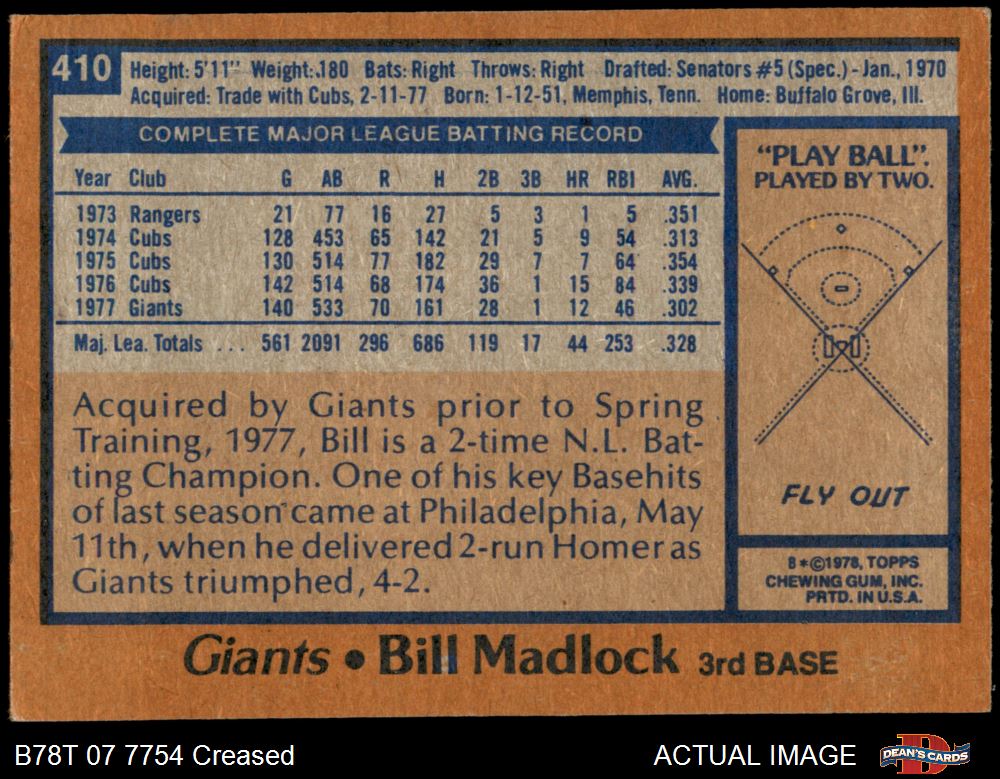 410
Height: 5'11" Weight: 180 Bats: Right Throws: Right Drafted: Senators #5 (Spec.) - Jan., 1970
Acquired: Trade with Cubs, 2-11-77 Born: 1-12-51, Memphis, Tenn. Home: Buffalo Grove, Ill.
COMPLETE MAJOR LEAGUE BATTING RECORD
Year Club G AB R H 2B 3B HR RBI AVG.
1973 Rangers 21 77 16 27 5 3 1 5 .351
1974 Cubs 128 453 65 142 21 5 9 54 .313
1975 Cubs 130 514 77 182 29 7 7 64 .354
1976 Cubs 142 514 68 174 36 1 15 84 .339
1977 Giants 140 533 70 161 28 1 12 46 .302
Maj. Lea. Totals ... 561 2091 296 686 119 17 44 253 .328
Acquired by Giants prior to Spring
Training, 1977, Bill is a 2-time N.L. Bat-
ting Champion. One of his key Basehits
of last season came at Philadelphia, May
11th, when he delivered 2-run Homer as
Giants triumphed, 4-2.
"PLAY BALL".
PLAYED BY TWO.
FLY OUT
8*©1978, TOPPS
CHEWING GUM, INC.
PRTD. IN U.S.A.
Giants • Bill Madlock 3rd BASE
B78T 07 7754 Creased
ACTUAL IMAGE
DEAN'S CARDS